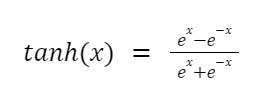 tanh(x) = (e^x - e^-x) / (e^x + e^-x)